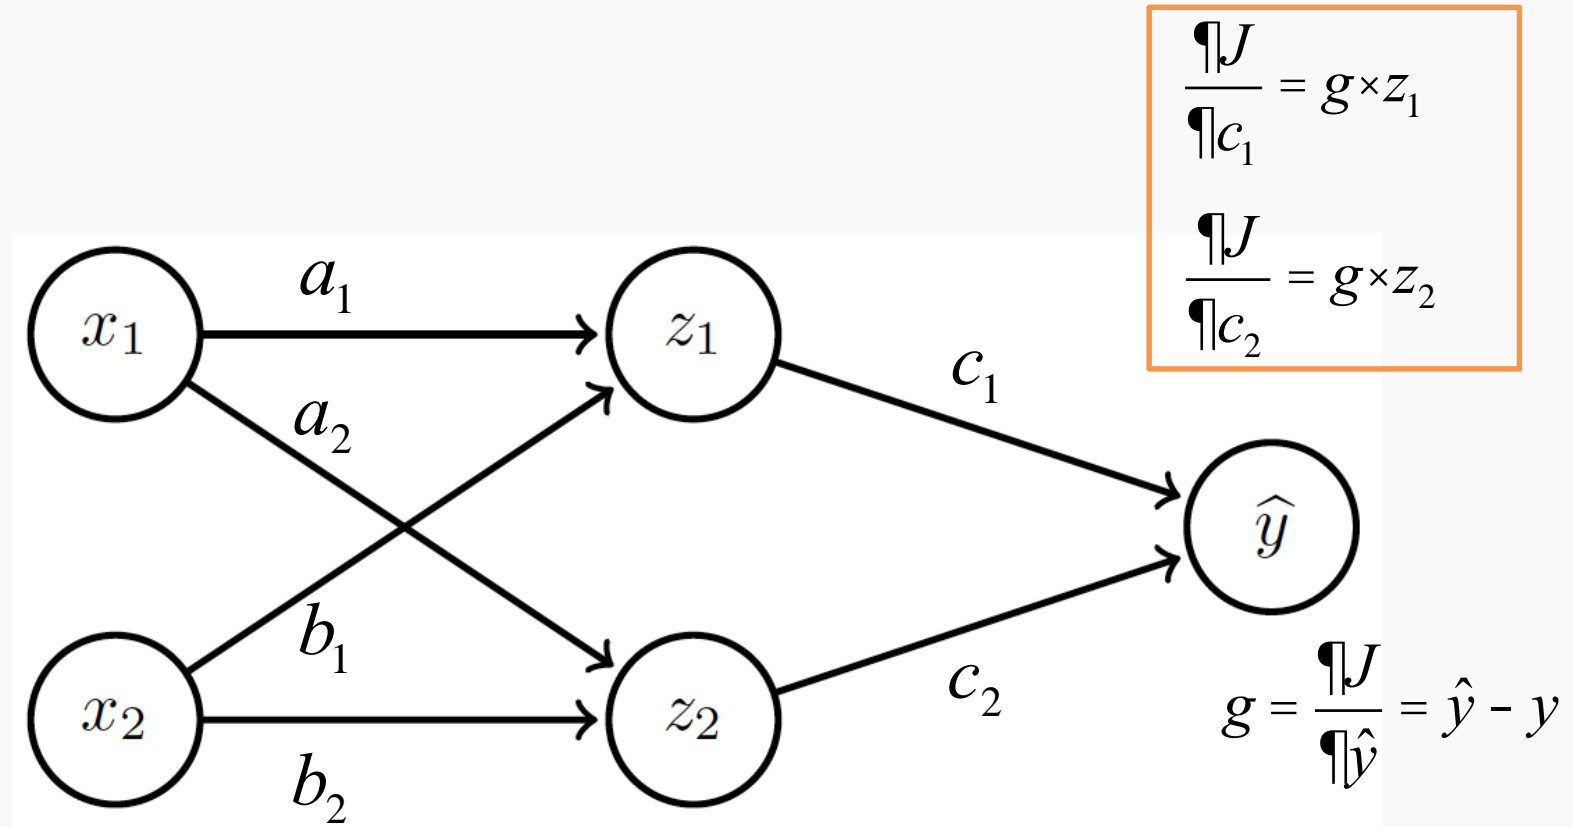 ¶J
¶c₁ = g×z₁
¶J
¶c₂ = g×z₂
x₁
a₁
z₁
c₁
a₂
ŷ
b₁
x₂
z₂
c₂
b₂
g = ¶J/¶ŷ = ŷ - y